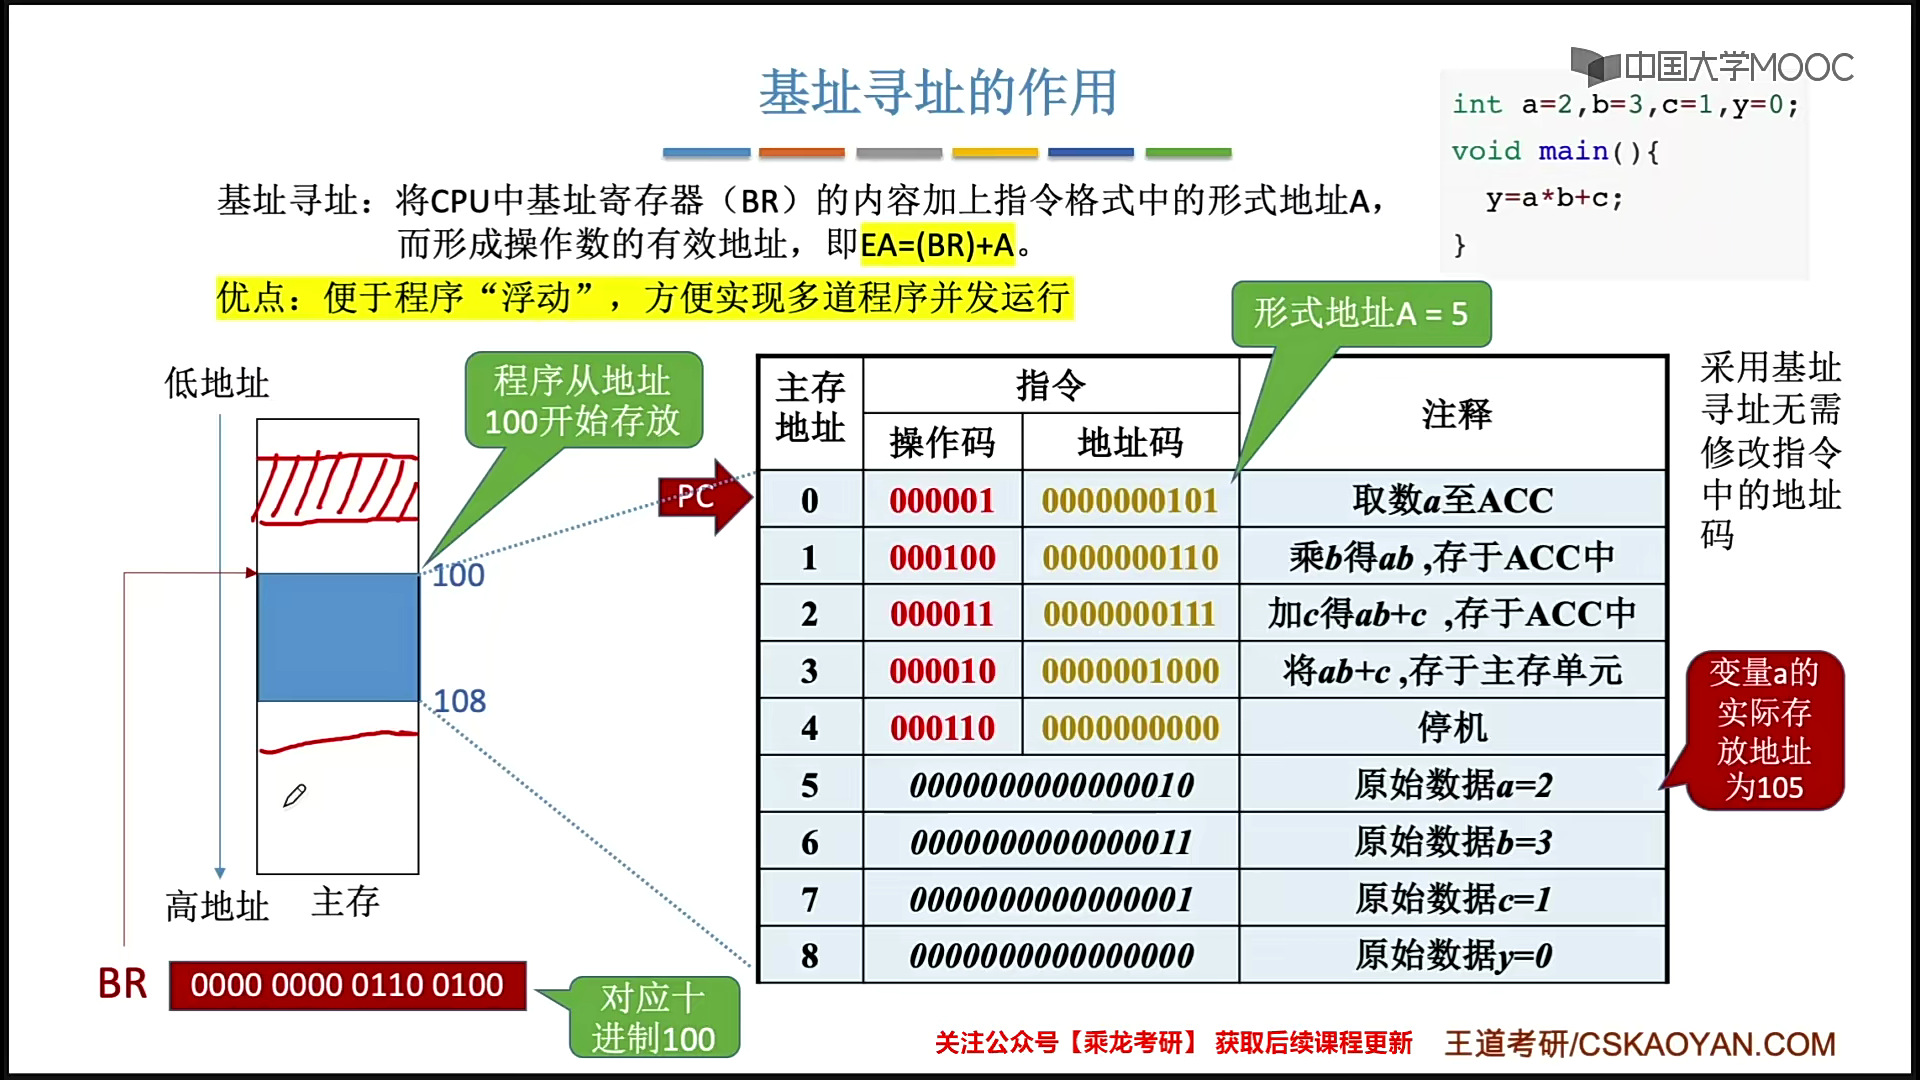 中国大学MOOC
基址寻址的作用
int a=2,b=3,c=1,y=0;
void main(){
y=a*b+c;
}
基址寻址：将CPU中基址寄存器（BR）的内容加上指令格式中的形式地址A，
而形成操作数的有效地址，即EA=(BR)+A。
优点：便于程序“浮动”，方便实现多道程序并发运行
形式地址A = 5
程序从地址
100开始存放
低地址
100
108
高地址
主存
BR
0000 0000 0110 0100
对应十
进制100
PC
主存
地址
指令
注释
操作码 地址码
0 000001 0000000101 取数a至ACC
1 000100 0000000110 乘b得ab ,存于ACC中
2 000011 0000000111 加c得ab+c ,存于ACC中
3 000010 0000001000 将ab+c ,存于主存单元
4 000110 0000000000 停机
5 0000000000000010 原始数据a=2
6 0000000000000011 原始数据b=3
7 0000000000000001 原始数据c=1
8 0000000000000000 原始数据y=0
采用基址
寻址无需
修改指令
中的地址
码
变量a的
实际存
放地址
为105
关注公众号【乘龙考研】 获取后续课程更新
王道考研/CSKAOYAN.COM